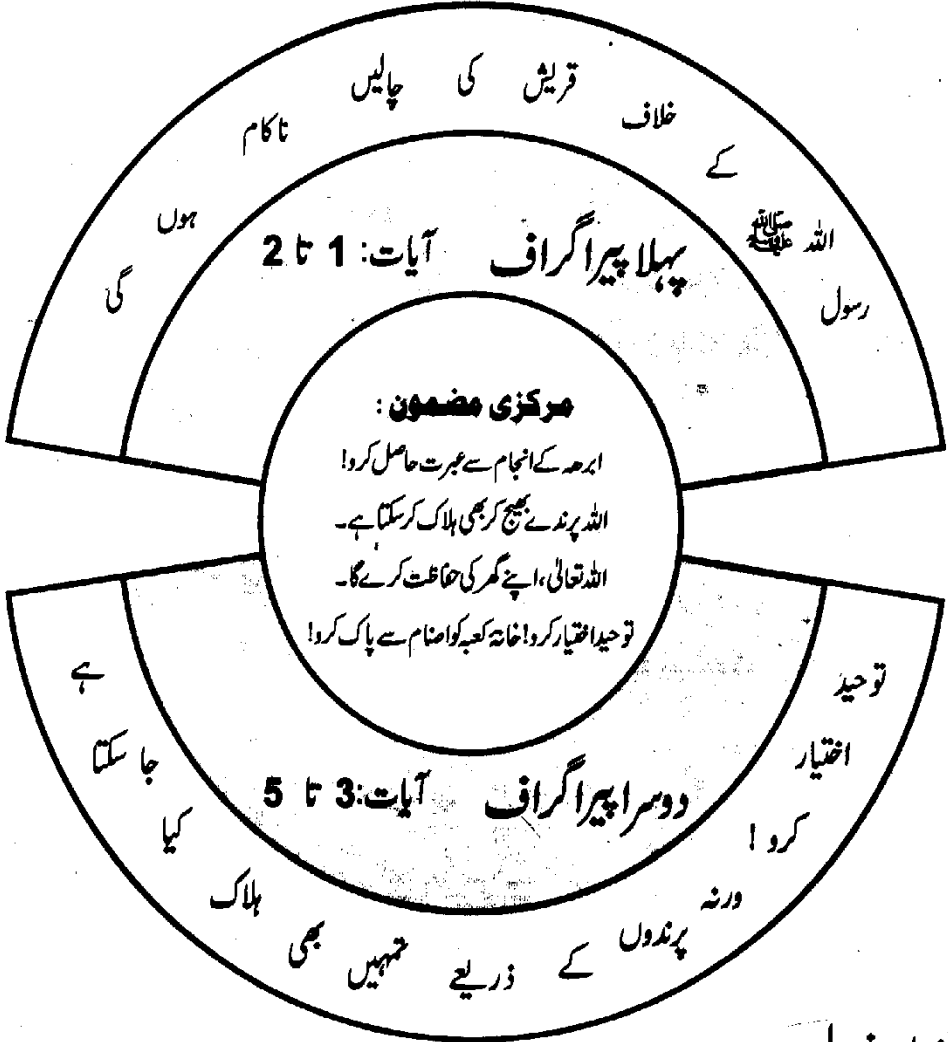 رسول اللہ ﷺ کے خلاف قریش کی چالیں ناکام ہوں گی
پہلا پیراگراف آیات: 1 تا 2
مرکزی مضمون :
ابرھہ کے انجام سے عبرت حاصل کرو!
اللہ پرندے بھیج کر بھی ہلاک کر سکتا ہے۔
اللہ تعالیٰ، اپنے گھر کی حفاظت کرے گا۔
توحید اختیار کرو! خانۂ کعبہ کو اصنام سے پاک کرو!
دوسرا پیراگراف آیات: 3 تا 5
توحید اختیار کرو ! ورنہ پرندوں کے ذریعے تمہیں بھی ہلاک کیا جا سکتا ہے